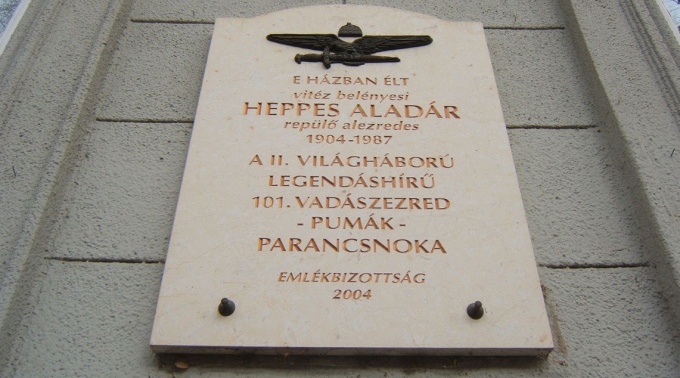 E HÁZBAN ÉLT
vitéz belényesi
HEPPES ALADÁR
repülő alezredes
1904-1987
A II. VILÁGHÁBORÚ
LEGENDÁSHÍRŰ
101. VADÁSZEZRED
- PUMÁK -
PARANCSNOKA
EMLÉKBIZOTTSÁG
2004